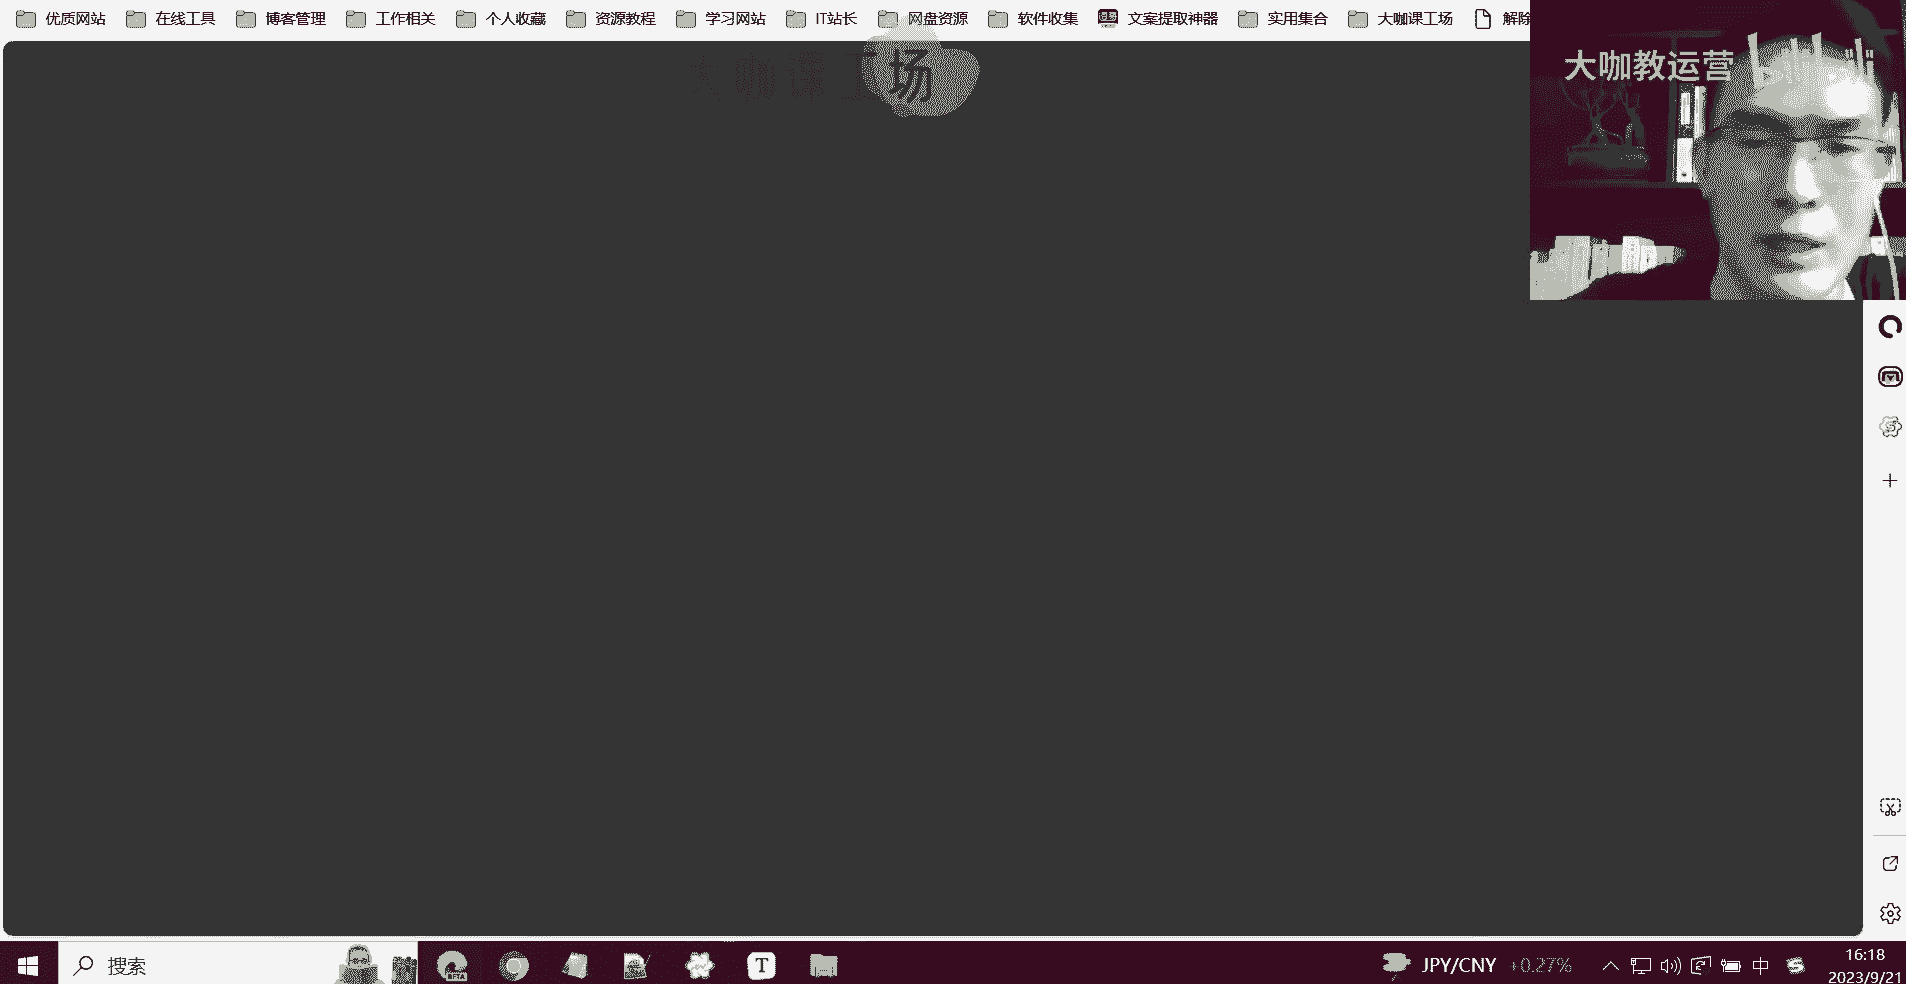 优质网站 在线工具 博客管理 工作相关 个人收藏 资源教程 学习网站 IT站长 网盘资源 软件收集 文案提取神器 实用集合 大咖课工场 解除
大咖课工场
大咖教运营
搜索
BETA
T
JPY/CNY +0.27%
中
16:18
2023/9/21